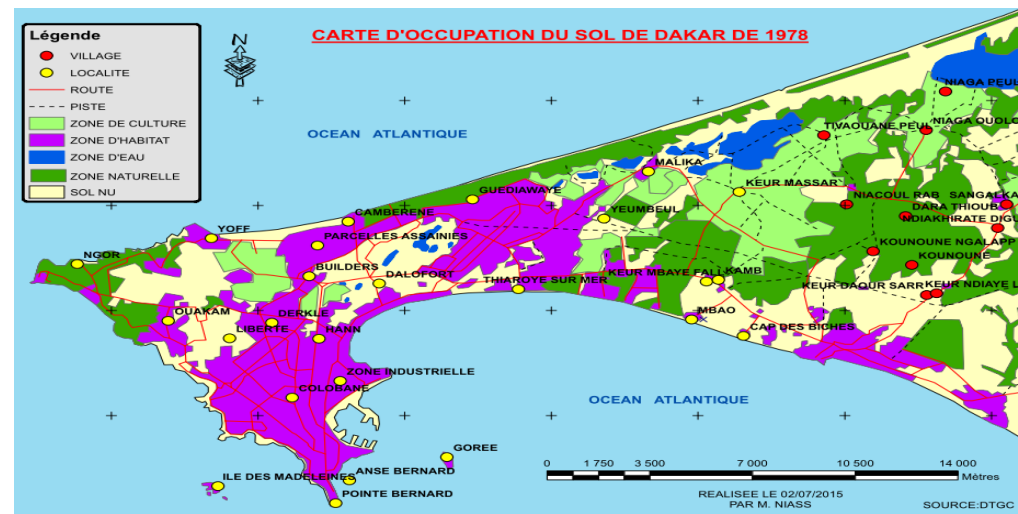 CARTE D'OCCUPATION DU SOL DE DAKAR DE 1978
Légende
VILLAGE
LOCALITE
ROUTE
PISTE
ZONE DE CULTURE
ZONE D'HABITAT
ZONE D'EAU
ZONE NATURELLE
SOL NU
N
OCEAN ATLANTIQUE
NIAGA PEUL
TIVAOUANE PEUL
NIAGA OUOLO
MALIKA
KEUR MASSAR
GUEDIAWAYE
NIACOUL RAB
SANGALKA
DARA THIOUB
NDIAKHIRATE DIGU
CAMBERENE
YEUMBEUL
YOFF
PARCELLES ASSAINIES
NGOR
KOUNOUNE NGALAPP
KOUNOUNE
BUILDERS
DALOFORT
THIAROYE SUR MER
KEUR MBAYE FALL
KAMB
KEUR DAOUR SARR
KEUR NDIAYE L
OUAKAM
DERKLE
LIBERTE
HANN
MBAO
CAP DES BICHES
ZONE INDUSTRIELLE
COLOBANE
OCEAN ATLANTIQUE
GOREE
ANSE BERNARD
ILE DES MADELEINES
POINTE BERNARD
0 1 750 3 500 7 000 10 500 14 000
Mètres
REALISEE LE 02/07/2015
PAR M. NIASS
SOURCE:DTGC